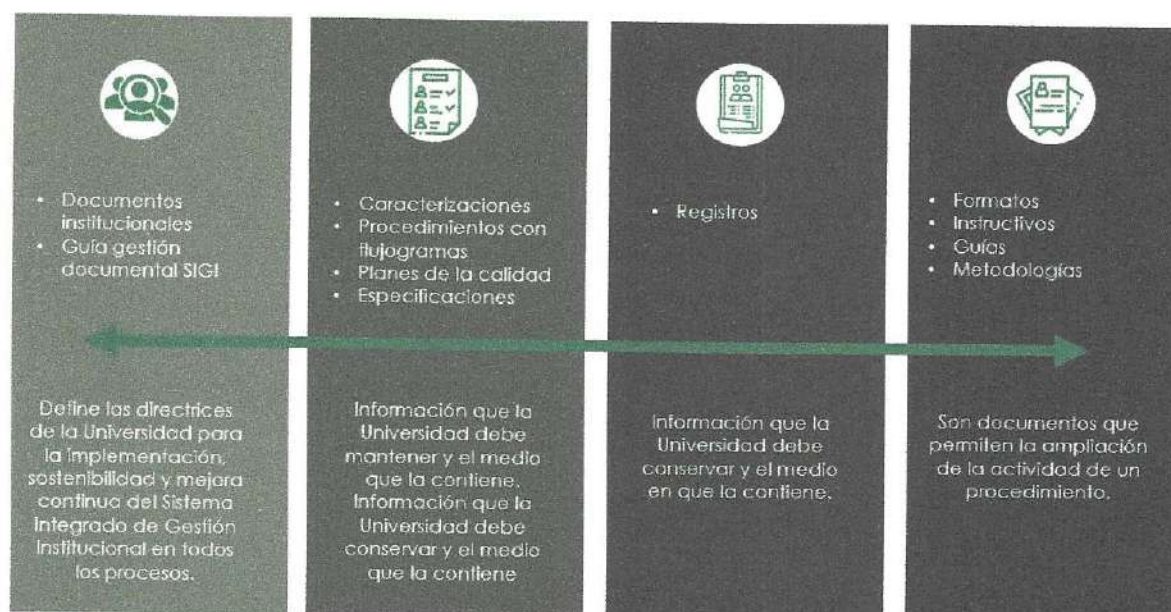 • Documentos
institucionales
• Guía gestión
documental SIGI
Define las directrices
de la Universidad para
la implementación,
sostenibilidad y mejora
continua del Sistema
Integrado de Gestión
Institucional en todos
los procesos.
• Caracterizaciones
• Procedimientos con
flujogramas
• Planes de la calidad
• Especificaciones
Información que la
Universidad debe
mantener y el medio
que la contiene.
Información que la
Universidad debe
conservar y el medio
que la contiene
• Registros
Información que la
Universidad debe
conservar y el medio
en que la contiene.
• Formatos
• Instructivos
• Guías
• Metodologías
Son documentos que
permiten la ampliación
de la actividad de un
procedimiento.